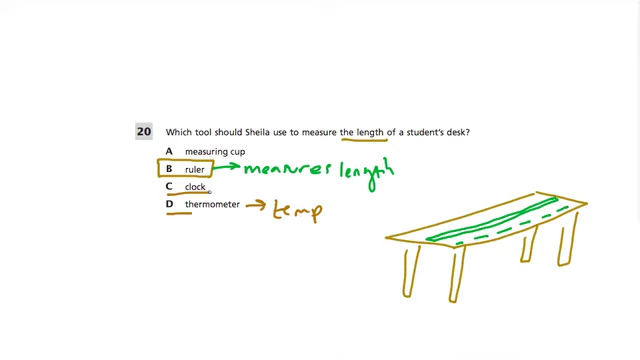 20 Which tool should Sheila use to measure the length of a student's desk?
A measuring cup
B ruler → measures length
C clock
D thermometer → temp